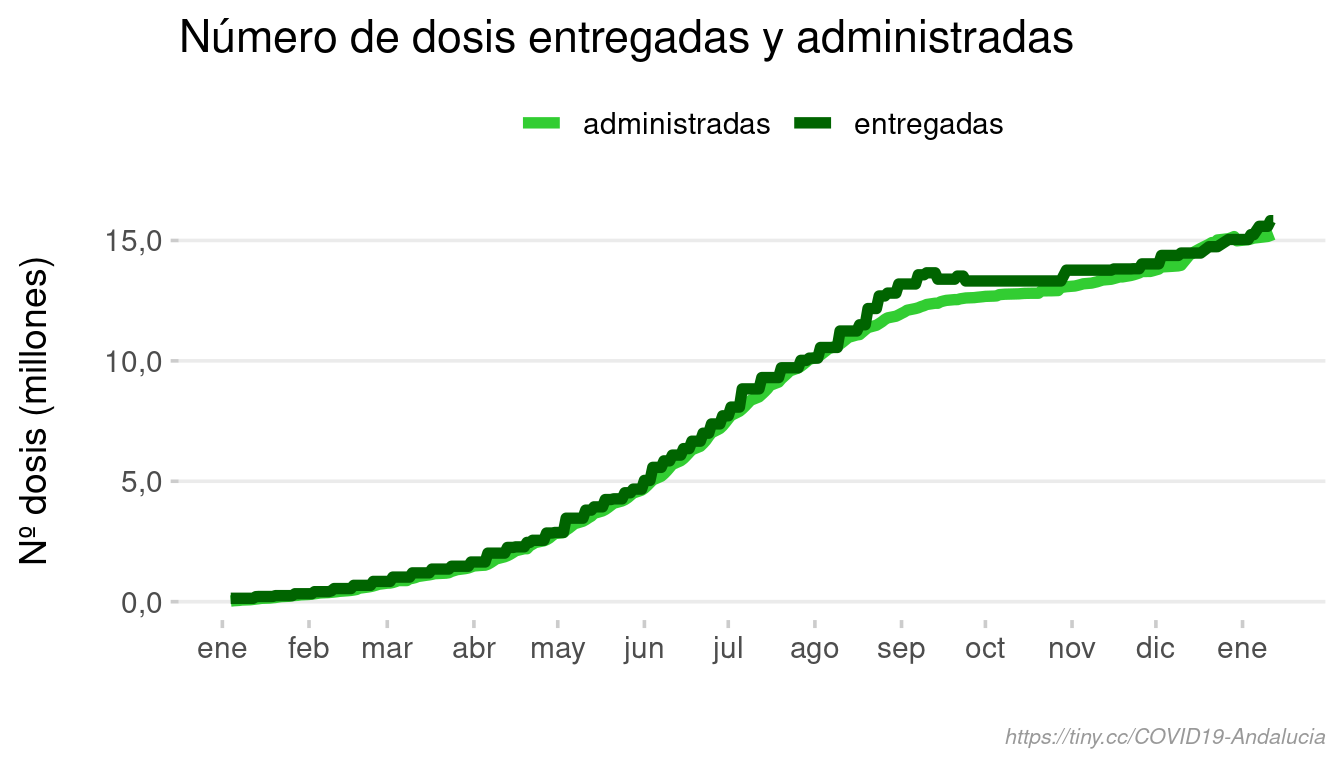 Número de dosis entregadas y administradas
administradas entregadas
Nº dosis (millones)
15,0
10,0
5,0
0,0
ene feb mar abr may jun jul ago sep oct nov dic ene
https://tiny.cc/COVID19-Andalucia